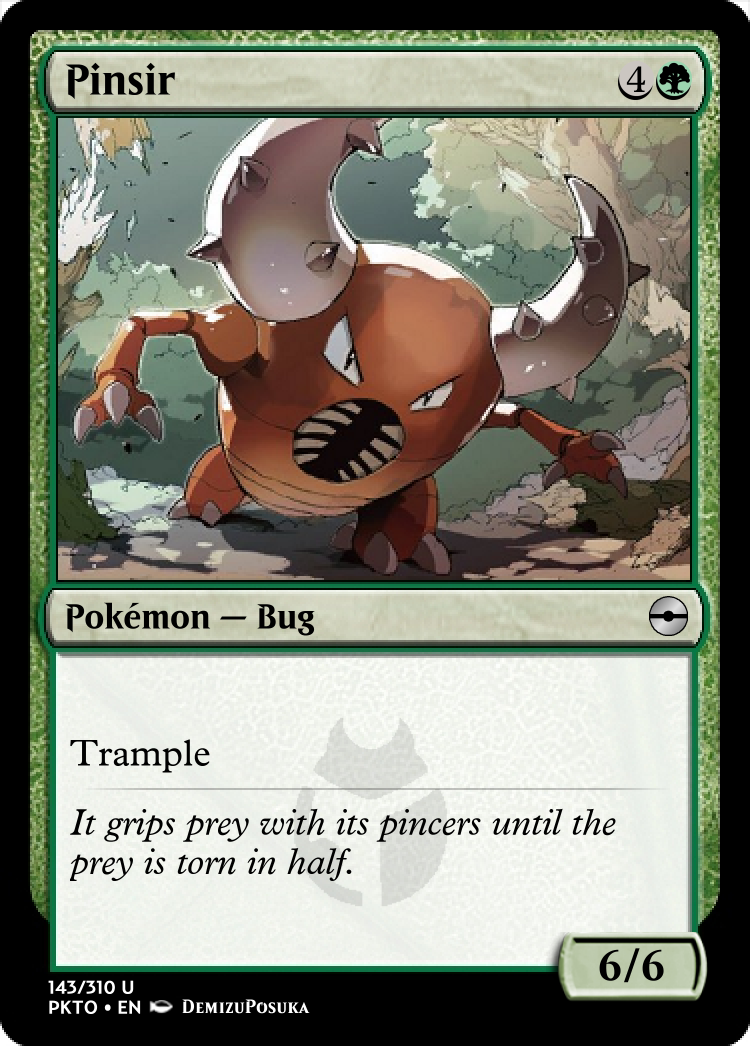 Pinsir 4
Pokémon — Bug
Trample
It grips prey with its pincers until the
prey is torn in half.
6/6
143/310 U
PKTO • EN DemizuPosuka